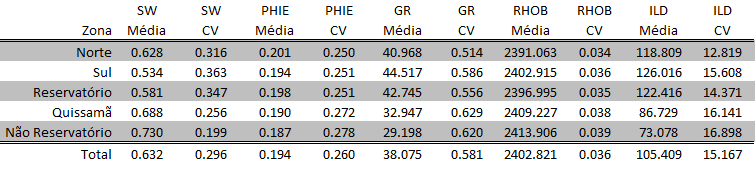 SW SW PHIE PHIE GR GR RHOB RHOB ILD ILD
Zona Média CV Média CV Média CV Média CV Média CV
Norte 0.628 0.316 0.201 0.250 40.968 0.514 2391.063 0.034 118.809 12.819
Sul 0.534 0.363 0.194 0.251 44.517 0.586 2402.915 0.036 126.016 15.608
Reservatório 0.581 0.347 0.198 0.251 42.745 0.556 2396.995 0.035 122.416 14.371
Quissamã 0.688 0.256 0.190 0.272 32.947 0.629 2409.227 0.038 86.729 16.141
Não Reservatório 0.730 0.199 0.187 0.278 29.198 0.620 2413.906 0.039 73.078 16.898
Total 0.632 0.296 0.194 0.260 38.075 0.581 2402.821 0.036 105.409 15.167